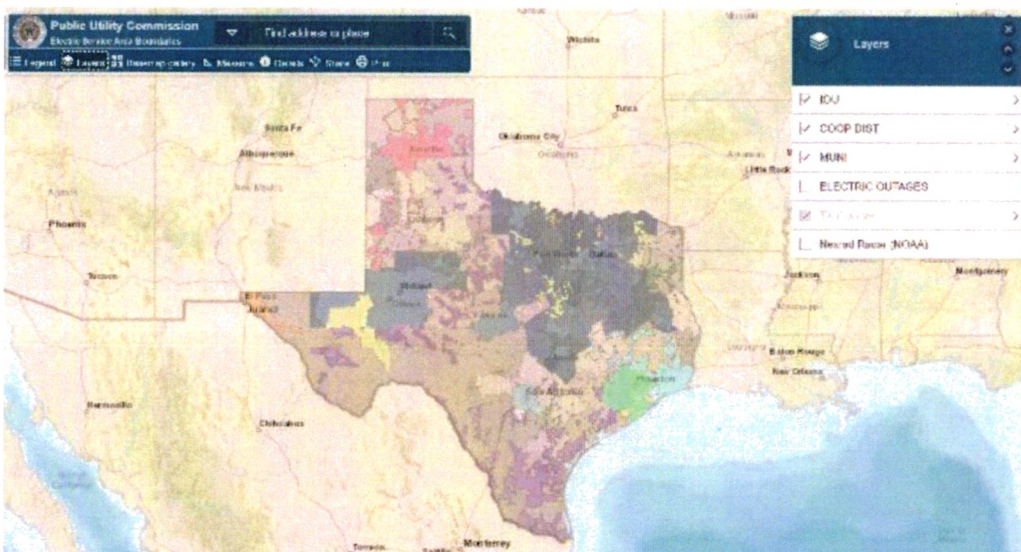 Public Utility Commission
Electric Service Area Boundaries
Find address or place
Legend Layers Basemap gallery Measure Details Share Print
Layers
IOU
COOP DIST
MUNI
ELECTRIC OUTAGES
Nexrad Radar (NOAA)
Wichita
Tulsa
Santa Fe
Oklahoma City
Oklahoma
Albuquerque
New Mexico
Little Rock
Phoenix
Dallas
Tucson
Jackson
Montgomery
El Paso
Juarez
Baton Rouge
New Orleans
Houston
San Antonio
Hermosillo
Chihuahua
Monterrey